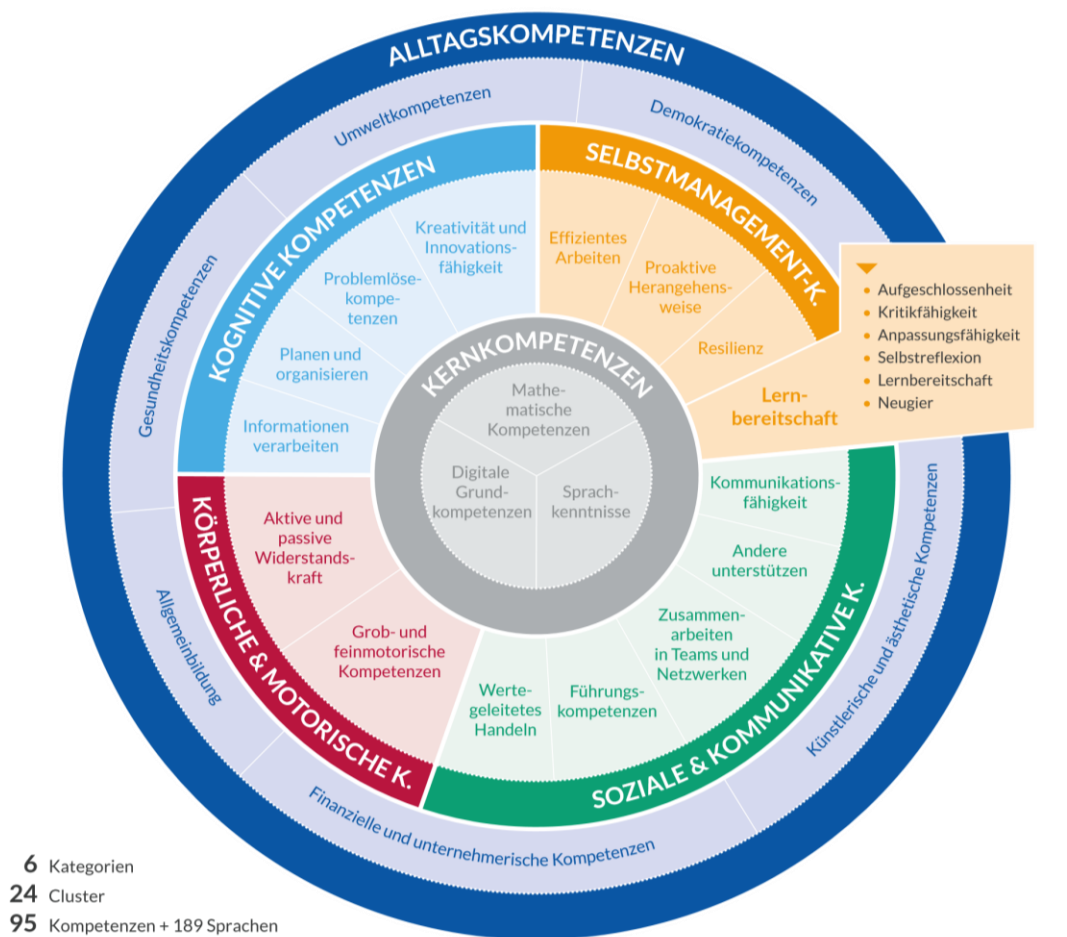 ALLTAGSKOMPETENZEN
Umweltkompetenzen
Demokratiekompetenzen
Gesundheitskompetenzen
Allgemeinbildung
Finanzielle und unternehmerische Kompetenzen
Künstlerische und ästhetische Kompetenzen
KOGNITIVE KOMPETENZEN
Kreativität und
Innovations-
fähigkeit
Problemlöse-
kompe-
tenzen
Planen und
organisieren
Informationen
verarbeiten
SELBSTMANAGEMENT-K.
Effizientes
Arbeiten
Proaktive
Herangehens-
weise
Resilienz
Lern-
bereitschaft
• Aufgeschlossenheit
• Kritikfähigkeit
• Anpassungsfähigkeit
• Selbstreflexion
• Lernbereitschaft
• Neugier
KERNKOMPETENZEN
Mathe-
matische
Kompetenzen
Digitale
Grund-
kompetenzen
Sprach-
kenntnisse
KÖRPERLICHE & MOTORISCHE K.
Aktive und
passive
Widerstands-
kraft
Grob- und
feinmotorische
Kompetenzen
SOZIALE & KOMMUNIKATIVE K.
Kommunikations-
fähigkeit
Andere
unterstützen
Zusammen-
arbeiten
in Teams und
Netzwerken
Führungs-
kompetenzen
Werte-
geleitetes
Handeln
6 Kategorien
24 Cluster
95 Kompetenzen + 189 Sprachen